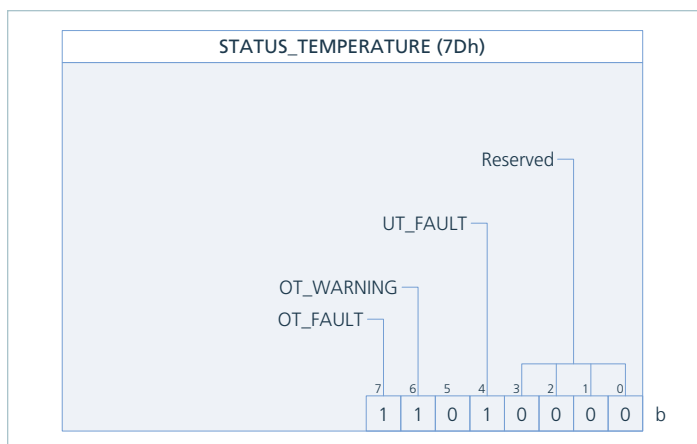 STATUS_TEMPERATURE (7Dh)
Reserved
UT_FAULT
OT_WARNING
OT_FAULT
7 6 5 4 3 2 1 0
1 1 0 1 0 0 0 0 b